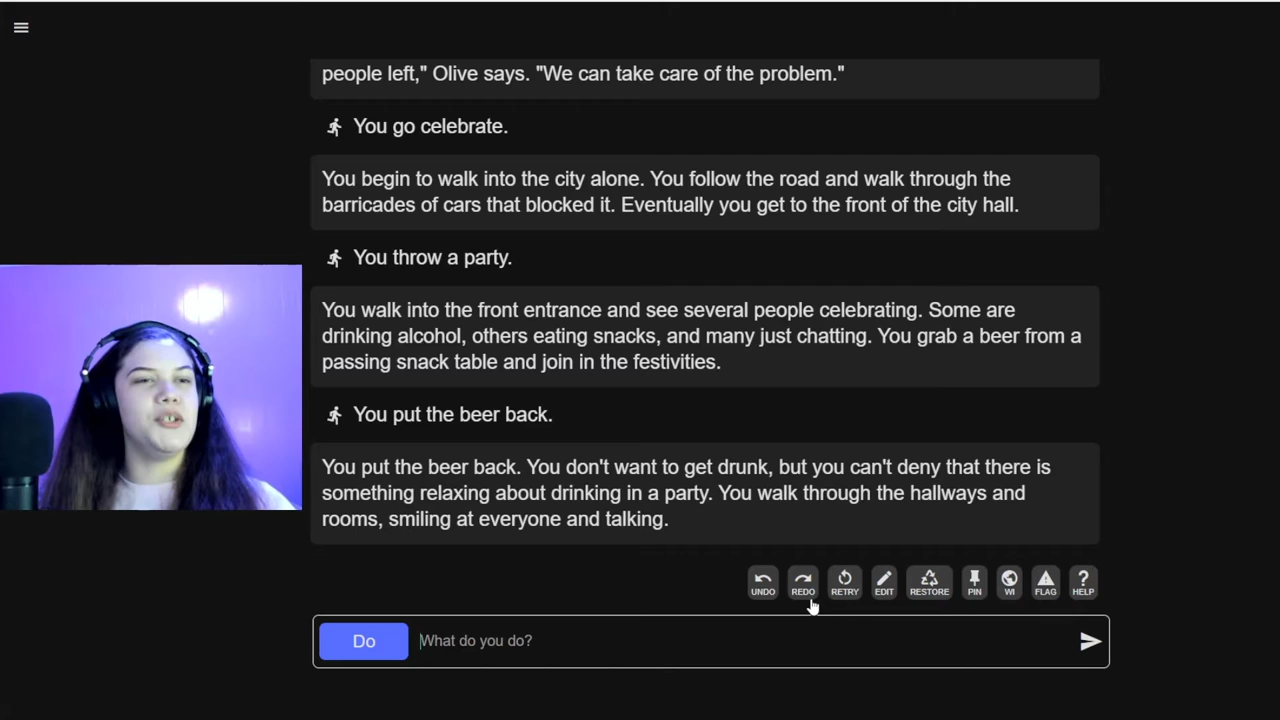 people left," Olive says. "We can take care of the problem."
You go celebrate.
You begin to walk into the city alone. You follow the road and walk through the
barricades of cars that blocked it. Eventually you get to the front of the city hall.
You throw a party.
You walk into the front entrance and see several people celebrating. Some are
drinking alcohol, others eating snacks, and many just chatting. You grab a beer from a
passing snack table and join in the festivities.
You put the beer back.
You put the beer back. You don't want to get drunk, but you can't deny that there is
something relaxing about drinking in a party. You walk through the hallways and
rooms, smiling at everyone and talking.
UNDO REDO RETRY EDIT RESTORE PIN WI FLAG HELP
Do What do you do?